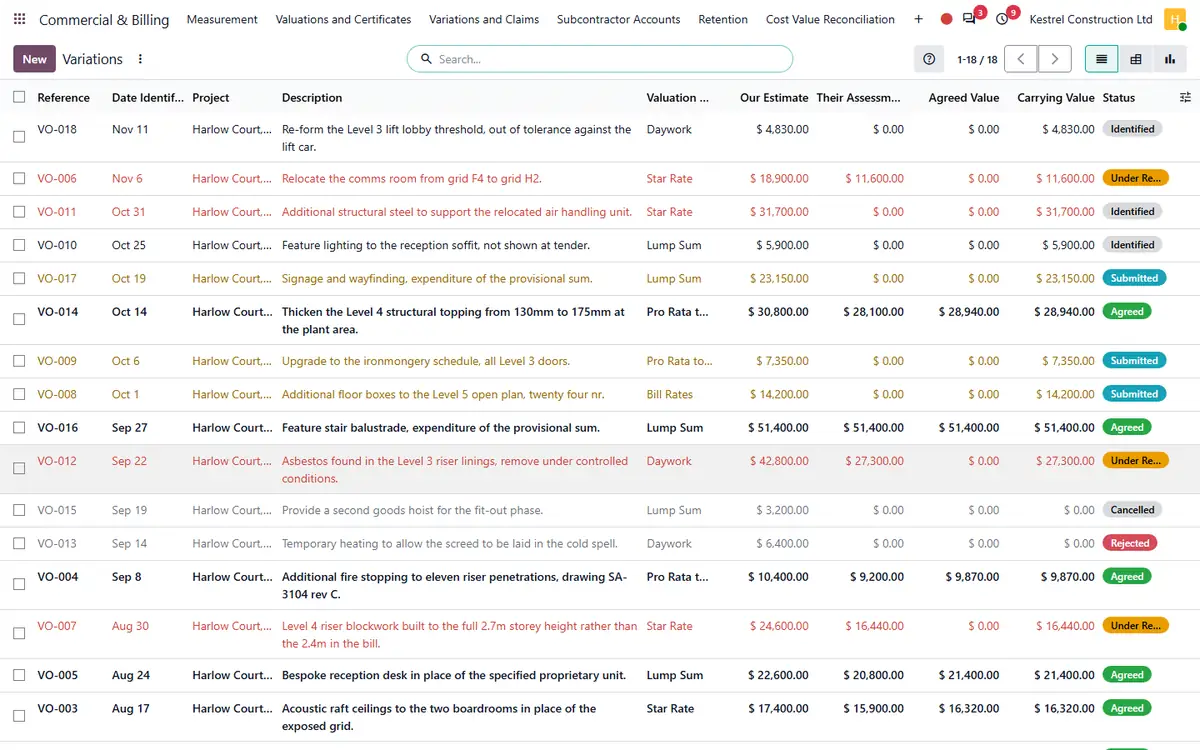 Commercial & Billing Measurement Valuations and Certificates Variations and Claims Subcontractor Accounts Retention Cost Value Reconciliation + 3 9 Kestrel Construction Ltd H
New Variations Search... 1-18 / 18
Reference Date Identif... Project Description Valuation ... Our Estimate Their Assessm... Agreed Value Carrying Value Status
VO-018 Nov 11 Harlow Court,... Re-form the Level 3 lift lobby threshold, out of tolerance against the Daywork $ 4,830.00 $ 0.00 $ 0.00 $ 4,830.00 Identified
lift car.
VO-006 Nov 6 Harlow Court,... Relocate the comms room from grid F4 to grid H2. Star Rate $ 18,900.00 $ 11,600.00 $ 0.00 $ 11,600.00 Under Re...
VO-011 Oct 31 Harlow Court,... Additional structural steel to support the relocated air handling unit. Star Rate $ 31,700.00 $ 0.00 $ 0.00 $ 31,700.00 Identified
VO-010 Oct 25 Harlow Court,... Feature lighting to the reception soffit, not shown at tender. Lump Sum $ 5,900.00 $ 0.00 $ 0.00 $ 5,900.00 Identified
VO-017 Oct 19 Harlow Court,... Signage and wayfinding, expenditure of the provisional sum. Lump Sum $ 23,150.00 $ 0.00 $ 0.00 $ 23,150.00 Submitted
VO-014 Oct 14 Harlow Court... Thicken the Level 4 structural topping from 130mm to 175mm at Pro Rata t... $ 30,800.00 $ 28,100.00 $ 28,940.00 $ 28,940.00 Agreed
the plant area.
VO-009 Oct 6 Harlow Court,... Upgrade to the ironmongery schedule, all Level 3 doors. Pro Rata to... $ 7,350.00 $ 0.00 $ 0.00 $ 7,350.00 Submitted
VO-008 Oct 1 Harlow Court,... Additional floor boxes to the Level 5 open plan, twenty four nr. Bill Rates $ 14,200.00 $ 0.00 $ 0.00 $ 14,200.00 Submitted
VO-016 Sep 27 Harlow Court... Feature stair balustrade, expenditure of the provisional sum. Lump Sum $ 51,400.00 $ 51,400.00 $ 51,400.00 $ 51,400.00 Agreed
VO-012 Sep 22 Harlow Court,... Asbestos found in the Level 3 riser linings, remove under controlled Daywork $ 42,800.00 $ 27,300.00 $ 0.00 $ 27,300.00 Under Re...
conditions.
VO-015 Sep 19 Harlow Court,... Provide a second goods hoist for the fit-out phase. Lump Sum $ 3,200.00 $ 0.00 $ 0.00 $ 0.00 Cancelled
VO-013 Sep 14 Harlow Court,... Temporary heating to allow the screed to be laid in the cold spell. Daywork $ 6,400.00 $ 0.00 $ 0.00 $ 0.00 Rejected
VO-004 Sep 8 Harlow Court... Additional fire stopping to eleven riser penetrations, drawing SA- Pro Rata t... $ 10,400.00 $ 9,200.00 $ 9,870.00 $ 9,870.00 Agreed
3104 rev C.
VO-007 Aug 30 Harlow Court,... Level 4 riser blockwork built to the full 2.7m storey height rather than Star Rate $ 24,600.00 $ 16,440.00 $ 0.00 $ 16,440.00 Under Re...
the 2.4m in the bill.
VO-005 Aug 24 Harlow Court... Bespoke reception desk in place of the specified proprietary unit. Lump Sum $ 22,600.00 $ 20,800.00 $ 21,400.00 $ 21,400.00 Agreed
VO-003 Aug 17 Harlow Court... Acoustic raft ceilings to the two boardrooms in place of the Star Rate $ 17,400.00 $ 15,900.00 $ 16,320.00 $ 16,320.00 Agreed
exposed grid.